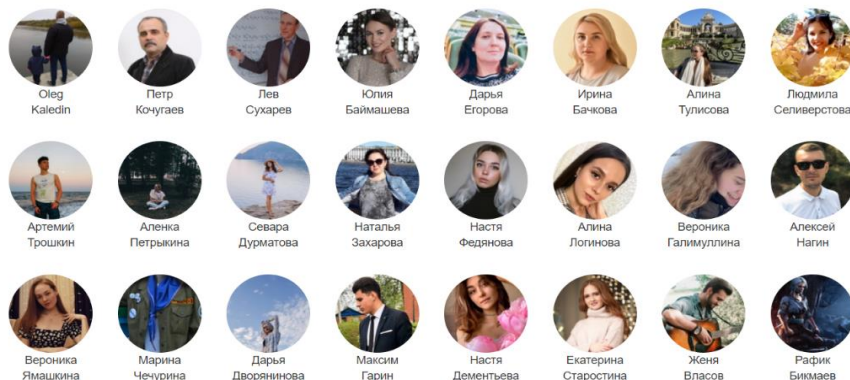 Oleg Петр Лев Юлия Дарья Ирина Алина Людмила
Kaledin Кочугаев Сухарев Баймашева Егорова Бачкова Тулисова Селиверстова
Артемий Аленка Севара Наталья Настя Алина Вероника Алексей
Трошкин Петрыкина Дурматова Захарова Федянова Логинова Галимуллина Нагин
Вероника Марина Дарья Максим Настя Екатерина Женя Рафик
Ямашкина Чечурина Дворянинова Гарин Дементьева Старостина Власов Бикмаев